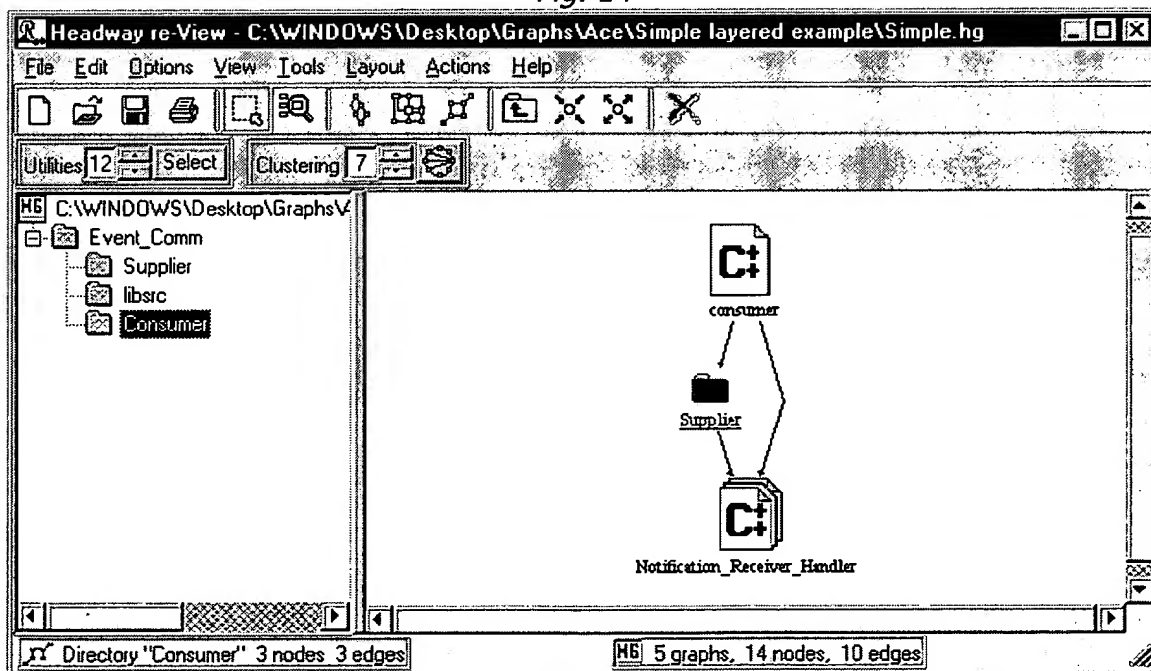 Headway re-View - C:\WINDOWS\Desktop\Graphs\Ace\Simple layered example\Simple.hg
File Edit Options View Tools Layout Actions Help
Utilities 12 Select Clustering 7
HG C:\WINDOWS\Desktop\Graphs\A
Event_Comm
Supplier
libsrc
Consumer
C++
consumer
Supplier
C++
Notification_Receiver_Handler
Directory "Consumer" 3 nodes 3 edges
HG 5 graphs, 14 nodes, 10 edges